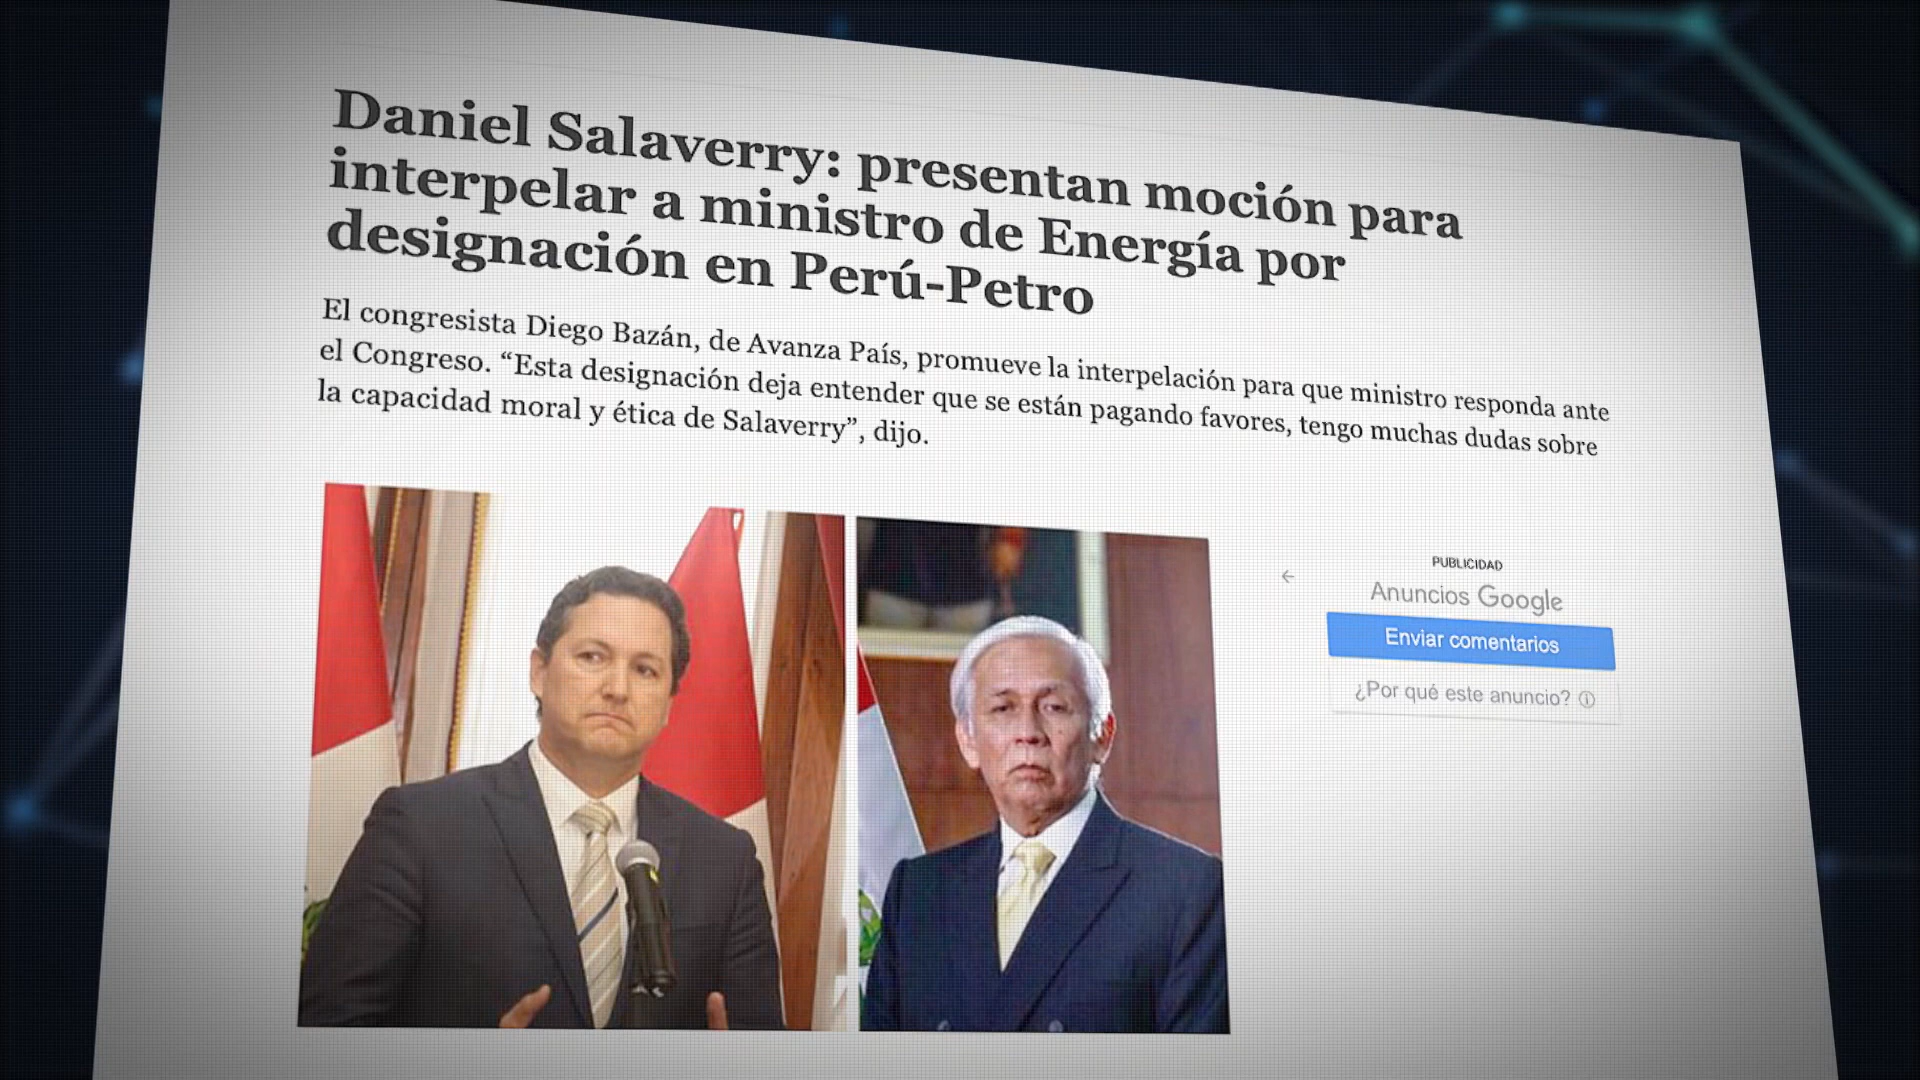 Daniel Salaverry: presentan moción para
interpelar a ministro de Energía por
designación en Perú-Petro
El congresista Diego Bazán, de Avanza País, promueve la interpelación para que ministro responda ante
el Congreso. “Esta designación deja entender que se están pagando favores, tengo muchas dudas sobre
la capacidad moral y ética de Salaverry”, dijo.
PUBLICIDAD
Anuncios Google
Enviar comentarios
¿Por qué este anuncio?